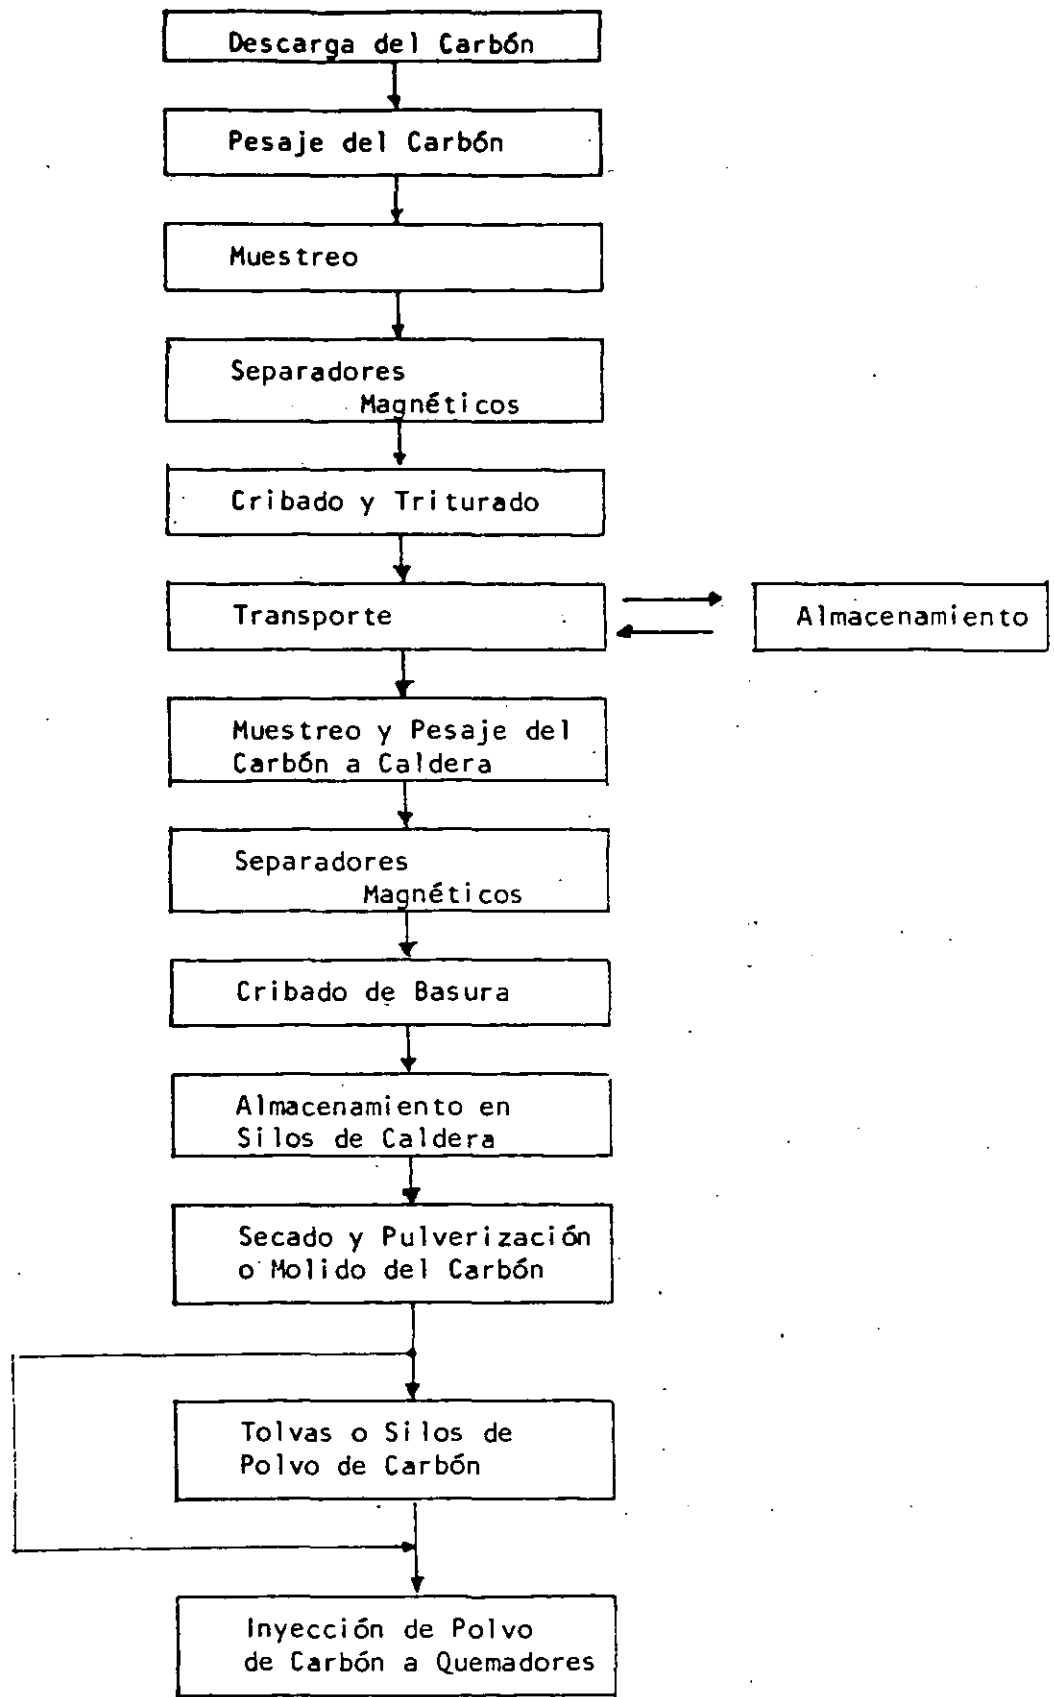 Descarga del Carbón
Pesaje del Carbón
Muestreo
Separadores
Magnéticos
Cribado y Triturado
Transporte
Almacenamiento
Muestreo y Pesaje del
Carbón a Caldera
Separadores
Magnéticos
Cribado de Basura
Almacenamiento en
Silos de Caldera
Secado y Pulverización
o Molido del Carbón
Tolvas o Silos de
Polvo de Carbón
Inyección de Polvo
de Carbón a Quemadores